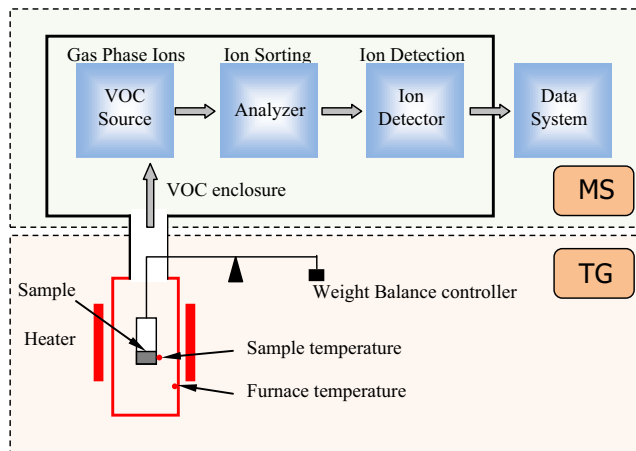 Gas Phase Ions
Ion Sorting
Ion Detection
VOC
Source
Analyzer
Ion
Detector
Data
System
VOC enclosure
MS
TG
Sample
Weight Balance controller
Heater
Sample temperature
Furnace temperature